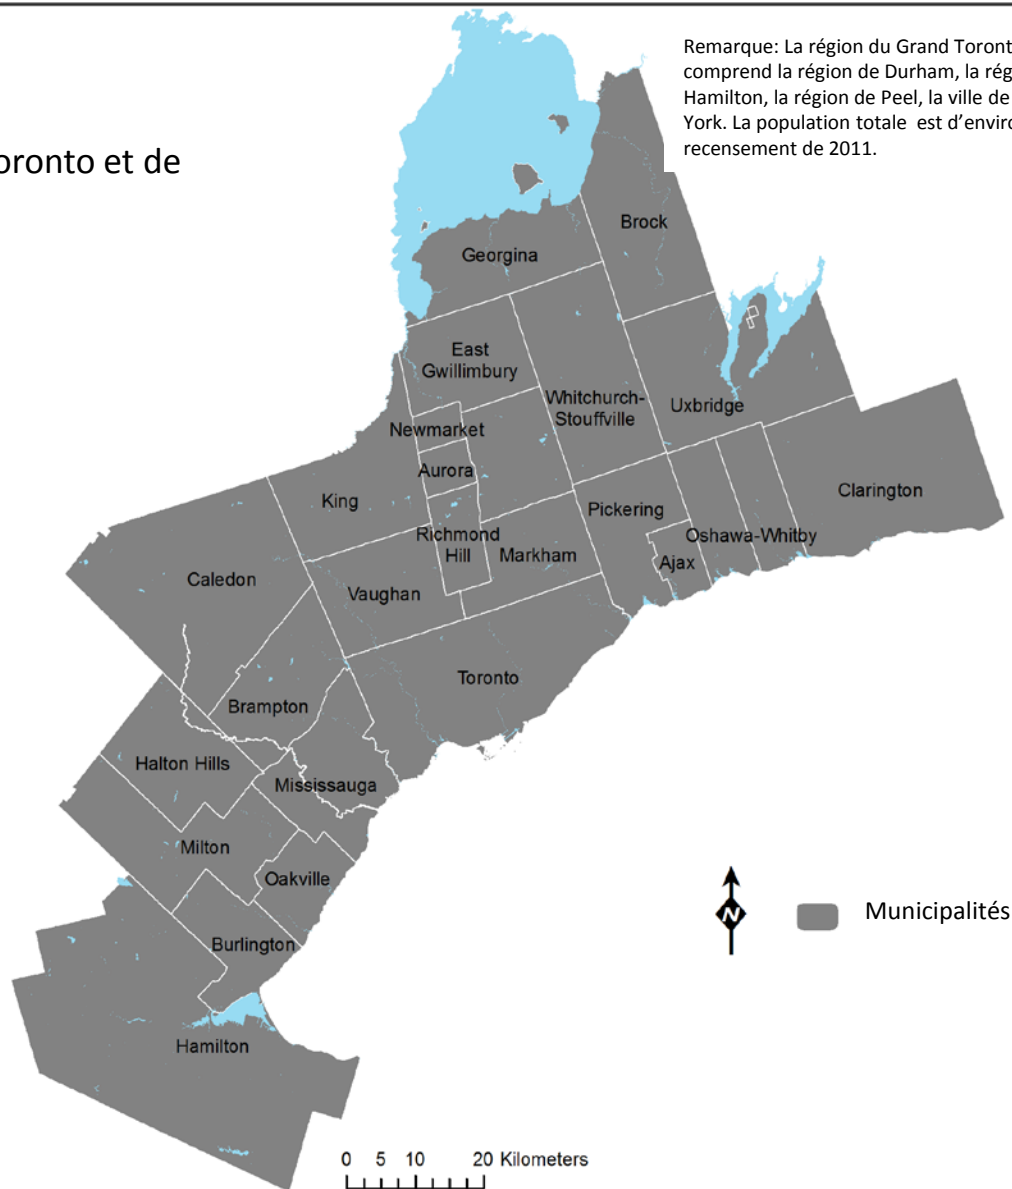 Remarque: La région du Grand Toront
comprend la région de Durham, la rég
Hamilton, la région de Peel, la ville de
York. La population totale est d’enviro
recensement de 2011.
oronto et de
Brock
Georgina
East
Gwillimbury
Whitchurch-
Stouffville
Uxbridge
Newmarket
Aurora
King
Clarington
Pickering
Richmond
Hill
Markham
Oshawa-Whitby
Ajax
Caledon
Vaughan
Toronto
Brampton
Halton Hills
Mississauga
Milton
Oakville
N
Municipalités
Burlington
Hamilton
0 5 10 20 Kilometers